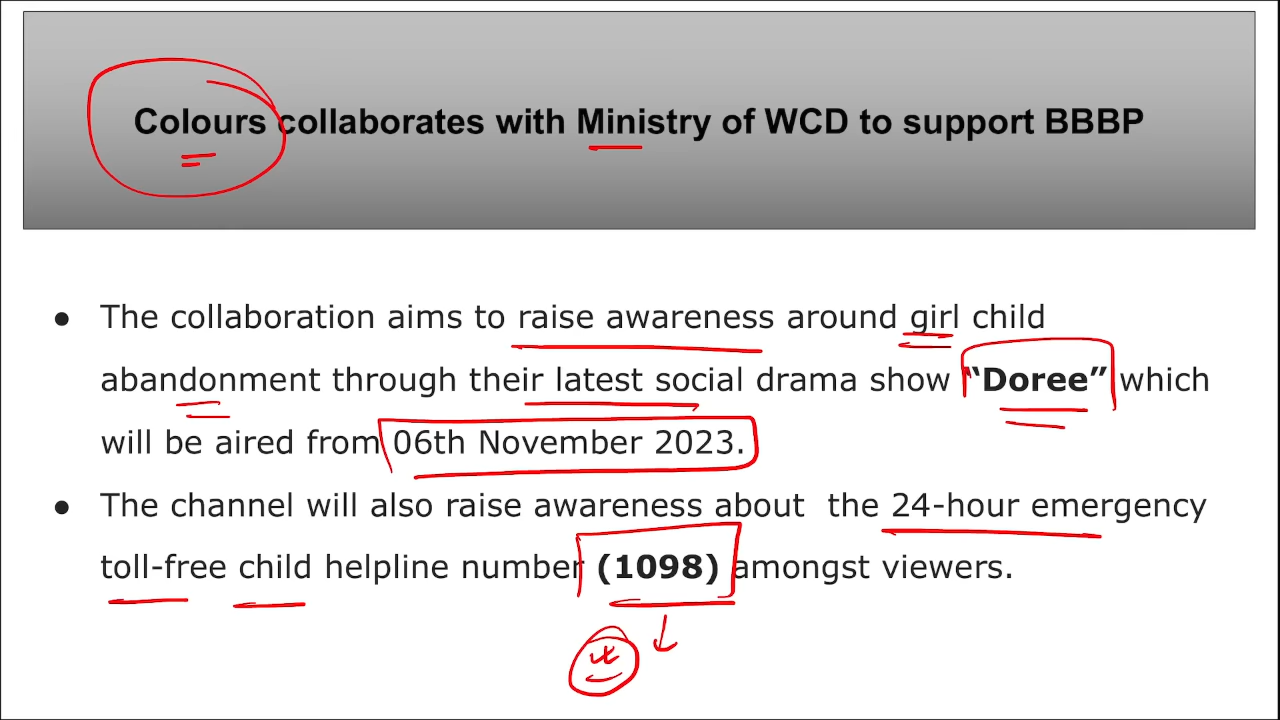 Colours collaborates with Ministry of WCD to support BBBP
● The collaboration aims to raise awareness around girl child
abandonment through their latest social drama show “Doree” which
will be aired from 06th November 2023.
● The channel will also raise awareness about the 24-hour emergency
toll-free child helpline number (1098) amongst viewers.